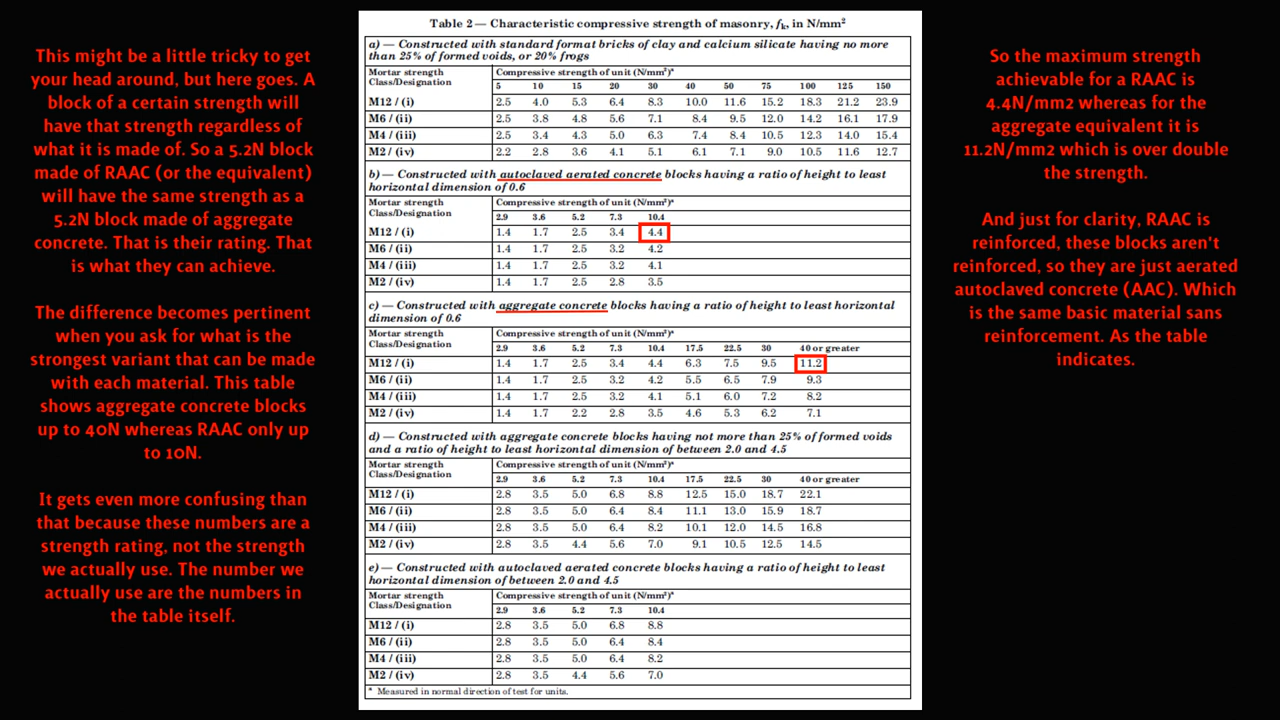 This might be a little tricky to get
your head around, but here goes. A
block of a certain strength will
have that strength regardless of
what it is made of. So a 5.2N block
made of RAAC (or the equivalent)
will have the same strength as a
5.2N block made of aggregate
concrete. That is their rating. That
is what they can achieve.
The difference becomes pertinent
when you ask for what is the
strongest variant that can be made
with each material. This table
shows aggregate concrete blocks
up to 40N whereas RAAC only up
to 10N.
It gets even more confusing than
that because these numbers are a
strength rating, not the strength
we actually use. The number we
actually use are the numbers in
the table itself.
Table 2 — Characteristic compressive strength of masonry, fk, in N/mm²
a) — Constructed with standard format bricks of clay and calcium silicate having no more
than 25% of formed voids, or 20% frogs
Mortar strength Compressive strength of unit (N/mm²)ª
Class/Designation
5 10 15 20 30 40 50 75 100 125 150
M12 / (i) 2.5 4.0 5.3 6.4 8.3 10.0 11.6 15.2 18.3 21.2 23.9
M6 / (ii) 2.5 3.8 4.8 5.6 7.1 8.4 9.5 12.0 14.2 16.1 17.9
M4 / (iii) 2.5 3.4 4.3 5.0 6.3 7.4 8.4 10.5 12.3 14.0 15.4
M2 / (iv) 2.2 2.8 3.6 4.1 5.1 6.1 7.1 9.0 10.5 11.6 12.7
b) — Constructed with autoclaved aerated concrete blocks having a ratio of height to least
horizontal dimension of 0.6
Mortar strength Compressive strength of unit (N/mm²)ª
Class/Designation
2.9 3.6 5.2 7.3 10.4
M12 / (i) 1.4 1.7 2.5 3.4 4.4
M6 / (ii) 1.4 1.7 2.5 3.2 4.2
M4 / (iii) 1.4 1.7 2.5 3.2 4.1
M2 / (iv) 1.4 1.7 2.5 2.8 3.5
c) — Constructed with aggregate concrete blocks having a ratio of height to least horizontal
dimension of 0.6
Mortar strength Compressive strength of unit (N/mm²)ª
Class/Designation
2.9 3.6 5.2 7.3 10.4 17.5 22.5 30 40 or greater
M12 / (i) 1.4 1.7 2.5 3.4 4.4 6.3 7.5 9.5 11.2
M6 / (ii) 1.4 1.7 2.5 3.2 4.2 5.5 6.5 7.9 9.3
M4 / (iii) 1.4 1.7 2.5 3.2 4.1 5.1 6.0 7.2 8.2
M2 / (iv) 1.4 1.7 2.2 2.8 3.5 4.6 5.3 6.2 7.1
d) — Constructed with aggregate concrete blocks having not more than 25% of formed voids
and a ratio of height to least horizontal dimension of between 2.0 and 4.5
Mortar strength Compressive strength of unit (N/mm²)ª
Class/Designation
2.9 3.6 5.2 7.3 10.4 17.5 22.5 30 40 or greater
M12 / (i) 2.8 3.5 5.0 6.8 8.8 12.5 15.0 18.7 22.1
M6 / (ii) 2.8 3.5 5.0 6.4 8.4 11.1 13.0 15.9 18.7
M4 / (iii) 2.8 3.5 5.0 6.4 8.2 10.1 12.0 14.5 16.8
M2 / (iv) 2.8 3.5 4.4 5.6 7.0 9.1 10.5 12.5 14.5
e) — Constructed with autoclaved aerated concrete blocks having a ratio of height to least
horizontal dimension of between 2.0 and 4.5
Mortar strength Compressive strength of unit (N/mm²)ª
Class/Designation
2.9 3.6 5.2 7.3 10.4
M12 / (i) 2.8 3.5 5.0 6.8 8.8
M6 / (ii) 2.8 3.5 5.0 6.4 8.4
M4 / (iii) 2.8 3.5 5.0 6.4 8.2
M2 / (iv) 2.8 3.5 4.4 5.6 7.0
ª Measured in normal direction of test for units.
So the maximum strength
achievable for a RAAC is
4.4N/mm2 whereas for the
aggregate equivalent it is
11.2N/mm2 which is over double
the strength.
And just for clarity, RAAC is
reinforced, these blocks aren't
reinforced, so they are just aerated
autoclaved concrete (AAC). Which
is the same basic material sans
reinforcement. As the table
indicates.